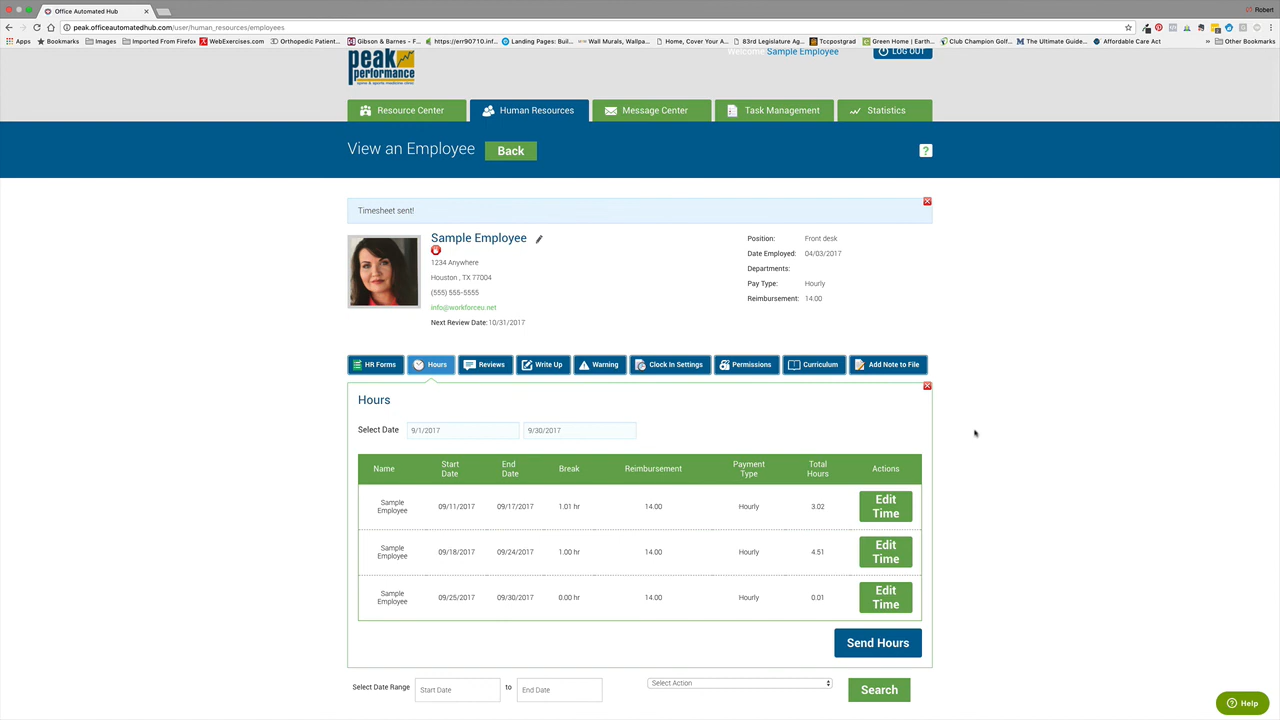 Office Automated Hub
Robert
peak.officeautomatedhub.com/user/human_resources/employees
Apps Bookmarks Images Imported From Firefox WebExercises.com Orthopedic Patient... Gibson & Barnes - C... https://err90710.inf... Landing Pages: Buil... Wall Murals, Wallpa... Home, Cover Your A... 83rd Legislature Ag... Tccpostgrad Green Home | Earth... Club Champion Golf... The Ultimate Guide... Affordable Care Act » Other Bookmarks
peak performance
spine & sports medicine clinic
Welcome Sample Employee LOG OUT
Resource Center Human Resources Message Center Task Management Statistics
View an Employee Back ?
Timesheet sent!
Sample Employee
1234 Anywhere
Houston , TX 77004
(555) 555-5555
info@workforceu.net
Next Review Date: 10/31/2017
Position: Front desk
Date Employed: 04/03/2017
Departments:
Pay Type: Hourly
Reimbursement: 14.00
HR Forms Hours Reviews Write Up Warning Clock In Settings Permissions Curriculum Add Note to File
Hours
Select Date 9/1/2017 9/30/2017
Name Start Date End Date Break Reimbursement Payment Type Total Hours Actions
Sample Employee 09/11/2017 09/17/2017 1.01 hr 14.00 Hourly 3.02 Edit Time
Sample Employee 09/18/2017 09/24/2017 1.00 hr 14.00 Hourly 4.51 Edit Time
Sample Employee 09/25/2017 09/30/2017 0.00 hr 14.00 Hourly 0.01 Edit Time
Send Hours
Select Date Range Start Date to End Date Select Action Search
Help